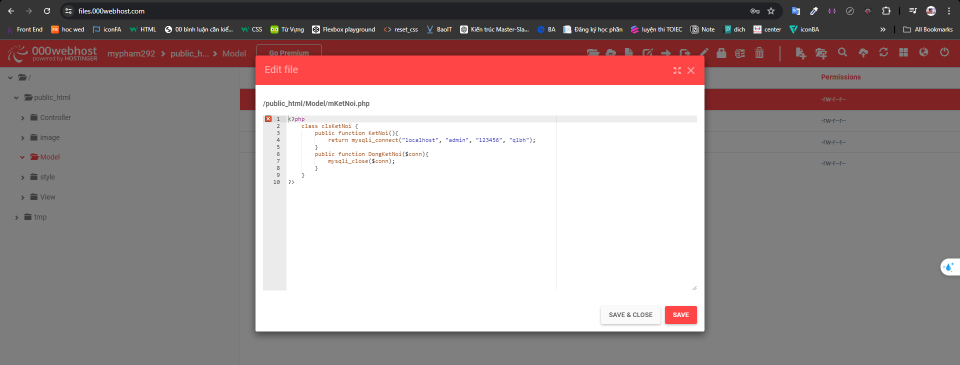 files.000webhost.com
Front End
hoc wed
iconFA
HTML
00 bình luận cần kiế...
CSS
Từ Vựng
Flexbox playground
reset_css
BaoIT
Kiến trúc Master-Sla...
BA
Đăng ký học phần
luyện thi TOIEC
Note
dich
center
iconBA
All Bookmarks
000webhost
powered by HOSTINGER
mypham292
public_h...
Model
Go Premium
Edit file
/
public_html
Controller
image
Model
style
View
tmp
Permissions
-rw-r--r--
-rw-r--r--
-rw-r--r--
-rw-r--r--
/public_html/Model/mKetNoi.php
1 <?php
2 class clsKetNoi {
3 public function KetNoi(){
4 return mysqli_connect("localhost", "admin", "123456", "qlbh");
5 }
6 public function DongKetNoi($conn){
7 mysqli_close($conn);
8 }
9 }
10 ?>
SAVE & CLOSE
SAVE